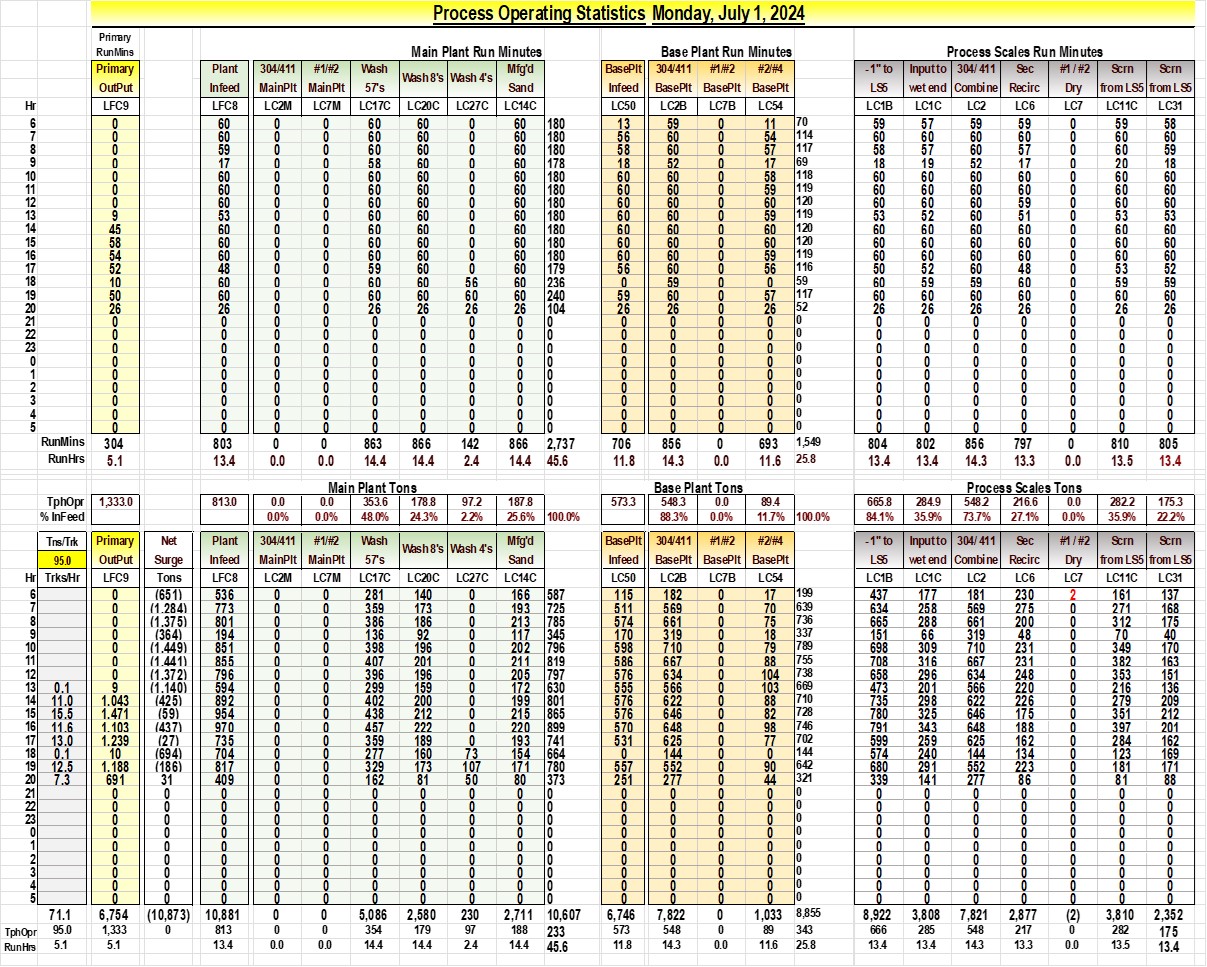 Process Operating Statistics Monday, July 1, 2024
Primary
RunMins Main Plant Run Minutes Base Plant Run Minutes Process Scales Run Minutes
Primary Plant 304/411 #1/#2 Wash Wash 8's Wash 4's Mfg'd BasePlt 304/411 #1/#2 #2/#4 -1" to Input to 304/ 411 Sec #1 / #2 Scrn Scrn
OutPut Infeed MainPlt MainPlt 57's Sand Infeed BasePlt BasePlt BasePlt LS5 wet end Combine Recirc Dry from LS5 from LS5
Hr LFC9 LFC8 LC2M LC7M LC17C LC20C LC27C LC14C LC50 LC2B LC7B LC54 LC1B LC1C LC2 LC6 LC7 LC11C LC31
6 0 60 0 0 60 60 0 60 180 13 59 0 11 70 59 57 59 59 0 59 58
7 0 60 0 0 60 60 0 60 180 56 60 0 54 114 60 60 60 60 0 60 60
8 0 59 0 0 60 60 0 60 180 58 60 0 57 117 58 57 60 60 0 60 59
9 0 17 0 0 58 60 0 60 178 18 52 0 17 69 18 19 52 17 0 20 18
10 0 60 0 0 60 60 0 60 180 60 60 0 58 118 60 60 60 60 0 60 60
11 0 60 0 0 60 60 0 60 180 60 60 0 59 119 60 60 60 60 0 60 60
12 0 60 0 0 60 60 0 60 180 60 60 0 60 120 60 60 60 59 0 60 60
13 9 53 0 0 60 60 0 60 180 60 60 0 59 119 53 52 60 51 0 53 53
14 45 60 0 0 60 60 0 60 180 60 60 0 60 120 60 60 60 60 0 60 60
15 58 60 0 0 60 60 0 60 180 60 60 0 60 120 60 60 60 60 0 60 60
16 54 60 0 0 60 60 0 60 180 60 60 0 59 119 60 60 60 60 0 60 60
17 52 48 0 0 59 60 0 60 179 56 60 0 56 116 50 52 60 48 0 53 52
18 10 60 0 0 60 60 56 60 236 0 59 0 0 59 60 59 59 60 0 59 59
19 50 60 0 0 60 60 60 60 240 59 60 0 57 117 60 60 60 60 0 60 60
20 26 26 0 0 26 26 26 26 104 26 26 0 26 52 26 26 26 26 0 26 26
21 0 0 0 0 0 0 0 0 0 0 0 0 0 0 0 0 0 0 0 0 0
22 0 0 0 0 0 0 0 0 0 0 0 0 0 0 0 0 0 0 0 0 0
23 0 0 0 0 0 0 0 0 0 0 0 0 0 0 0 0 0 0 0 0 0
0 0 0 0 0 0 0 0 0 0 0 0 0 0 0 0 0 0 0 0 0 0
1 0 0 0 0 0 0 0 0 0 0 0 0 0 0 0 0 0 0 0 0 0
2 0 0 0 0 0 0 0 0 0 0 0 0 0 0 0 0 0 0 0 0 0
3 0 0 0 0 0 0 0 0 0 0 0 0 0 0 0 0 0 0 0 0 0
4 0 0 0 0 0 0 0 0 0 0 0 0 0 0 0 0 0 0 0 0 0
5 0 0 0 0 0 0 0 0 0 0 0 0 0 0 0 0 0 0 0 0 0
RunMins 304 803 0 0 863 866 142 866 2,737 706 856 0 693 1,549 804 802 856 797 0 810 805
RunHrs 5.1 13.4 0.0 0.0 14.4 14.4 2.4 14.4 45.6 11.8 14.3 0.0 11.6 25.8 13.4 13.4 14.3 13.3 0.0 13.5 13.4
Main Plant Tons Base Plant Tons Process Scales Tons
TphOpr 1,333.0 813.0 0.0 0.0 353.6 178.8 97.2 187.8 573.3 548.3 0.0 89.4 665.8 284.9 548.2 216.6 0.0 282.2 175.3
% InFeed 0.0% 0.0% 48.0% 24.3% 2.2% 25.6% 100.0% 88.3% 0.0% 11.7% 100.0% 84.1% 35.9% 73.7% 27.1% 0.0% 35.9% 22.2%
Tns/Trk Primary Net Plant 304/411 #1/#2 Wash Wash 8's Wash 4's Mfg'd BasePlt 304/411 #1/#2 #2/#4 -1" to Input to 304/ 411 Sec #1 / #2 Scrn Scrn
95.0 OutPut Surge Infeed MainPlt MainPlt 57's Sand Infeed BasePlt BasePlt BasePlt LS5 wet end Combine Recirc Dry from LS5 from LS5
Hr Trks/Hr LFC9 Tons LFC8 LC2M LC7M LC17C LC20C LC27C LC14C LC50 LC2B LC7B LC54 LC1B LC1C LC2 LC6 LC7 LC11C LC31
6 0 (651) 536 0 0 281 140 0 166 587 115 182 0 17 199 437 177 181 230 2 161 137
7 0 (1.284) 773 0 0 359 173 0 193 725 511 569 0 70 639 634 258 569 275 0 271 168
8 0 (1.375) 801 0 0 386 186 0 213 785 574 661 0 75 736 665 288 661 200 0 312 175
9 0 (364) 194 0 0 136 92 0 117 345 170 319 0 18 337 151 66 319 48 0 70 40
10 0 (1.449) 851 0 0 398 196 0 202 796 698 710 0 79 789 698 309 710 231 0 349 170
11 0 (1.441) 855 0 0 407 201 0 211 819 586 667 0 88 755 708 316 667 231 0 382 163
12 0 (1.372) 796 0 0 396 196 0 205 797 576 634 0 104 738 658 296 634 248 0 353 151
13 0.1 9 (1.140) 594 0 0 299 159 0 172 630 555 566 0 103 669 473 201 566 220 0 216 136
14 11.0 1.043 (425) 892 0 0 402 200 0 199 801 576 622 0 88 710 735 298 622 226 0 279 209
15 15.5 1.471 (59) 954 0 0 438 212 0 215 865 576 646 0 82 728 780 325 646 175 0 351 212
16 11.6 1.103 (437) 970 0 0 457 222 0 220 899 570 648 0 98 746 791 343 648 188 0 397 201
17 13.0 1.239 (27) 735 0 0 359 189 0 193 741 531 625 0 77 702 599 259 625 162 0 284 162
18 0.1 10 (694) 704 0 0 277 160 73 154 664 0 144 0 0 144 574 240 144 134 0 123 169
19 12.5 1.188 (186) 817 0 0 329 173 107 171 780 557 552 0 90 642 680 291 552 223 0 181 171
20 7.3 691 31 409 0 0 162 81 50 80 373 251 277 0 44 321 339 141 277 86 0 81 88
21 0 0 0 0 0 0 0 0 0 0 0 0 0 0 0 0 0 0 0 0 0 0
22 0 0 0 0 0 0 0 0 0 0 0 0 0 0 0 0 0 0 0 0 0 0
23 0 0 0 0 0 0 0 0 0 0 0 0 0 0 0 0 0 0 0 0 0 0
0 0 0 0 0 0 0 0 0 0 0 0 0 0 0 0 0 0 0 0 0 0 0
1 0 0 0 0 0 0 0 0 0 0 0 0 0 0 0 0 0 0 0 0 0 0
2 0 0 0 0 0 0 0 0 0 0 0 0 0 0 0 0 0 0 0 0 0 0
3 0 0 0 0 0 0 0 0 0 0 0 0 0 0 0 0 0 0 0 0 0 0
4 0 0 0 0 0 0 0 0 0 0 0 0 0 0 0 0 0 0 0 0 0 0
5 0 0 0 0 0 0 0 0 0 0 0 0 0 0 0 0 0 0 0 0 0 0
71.1 6,754 (10,873) 10,881 0 0 5,086 2,580 230 2,711 10,607 6,746 7,822 0 1,033 8,855 8,922 3,808 7,821 2,877 (2) 3,810 2,352
TphOpr 95.0 1,333 0 813 0 0 354 179 97 188 233 573 548 0 89 343 666 285 548 217 0 282 175
RunHrs 5.1 5.1 13.4 0.0 0.0 14.4 14.4 2.4 14.4 45.6 11.8 14.3 0.0 11.6 25.8 13.4 13.4 14.3 13.3 0.0 13.5 13.4